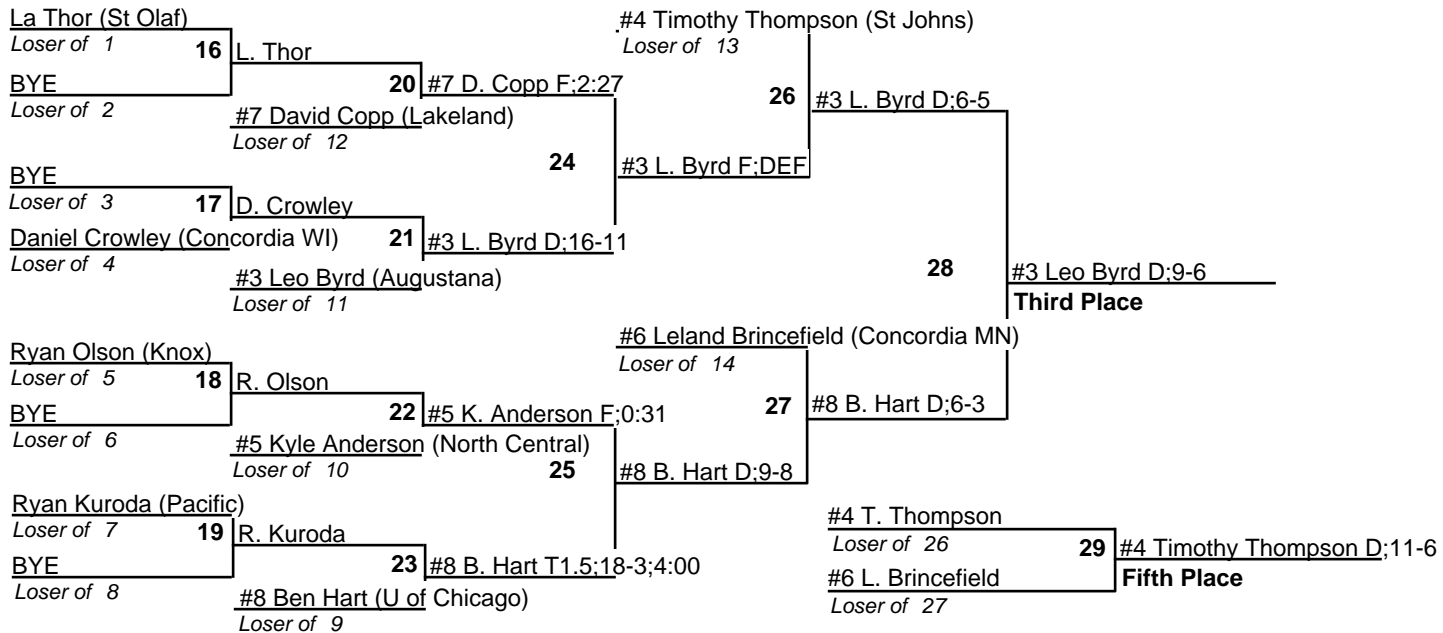 La Thor (St Olaf)
Loser of 1
16
L. Thor
BYE
Loser of 2
20
#7 D. Copp F;2:27
#7 David Copp (Lakeland)
Loser of 12
BYE
Loser of 3
17
D. Crowley
Daniel Crowley (Concordia WI)
Loser of 4
21
#3 L. Byrd D;16-11
#3 Leo Byrd (Augustana)
Loser of 11
24
#4 Timothy Thompson (St Johns)
Loser of 13
26
#3 L. Byrd D;6-5
#3 L. Byrd F;DEF
28
#3 Leo Byrd D;9-6
Third Place
Ryan Olson (Knox)
Loser of 5
18
R. Olson
BYE
Loser of 6
22
#5 K. Anderson F;0:31
#5 Kyle Anderson (North Central)
Loser of 10
25
#6 Leland Brincefield (Concordia MN)
Loser of 14
27
#8 B. Hart D;6-3
#8 B. Hart D;9-8
Ryan Kuroda (Pacific)
Loser of 7
19
R. Kuroda
BYE
Loser of 8
23
#8 B. Hart T1.5;18-3;4:00
#8 Ben Hart (U of Chicago)
Loser of 9
#4 T. Thompson
Loser of 26
29
#4 Timothy Thompson D;11-6
#6 L. Brincefield
Fifth Place
Loser of 27